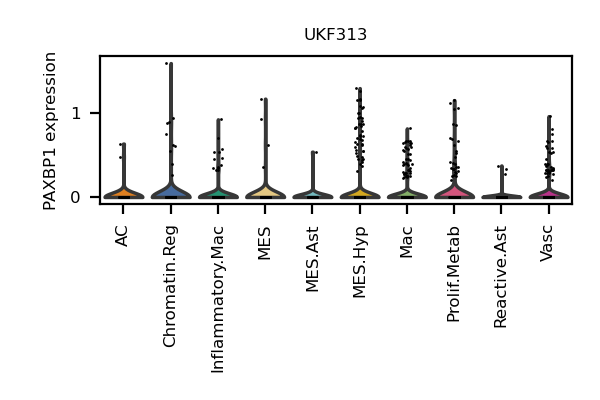 UKF313
PAXBP1 expression
1
0
AC
Chromatin.Reg
Inflammatory.Mac
MES
MES.Ast
MES.Hyp
Mac
Prolif.Metab
Reactive.Ast
Vasc